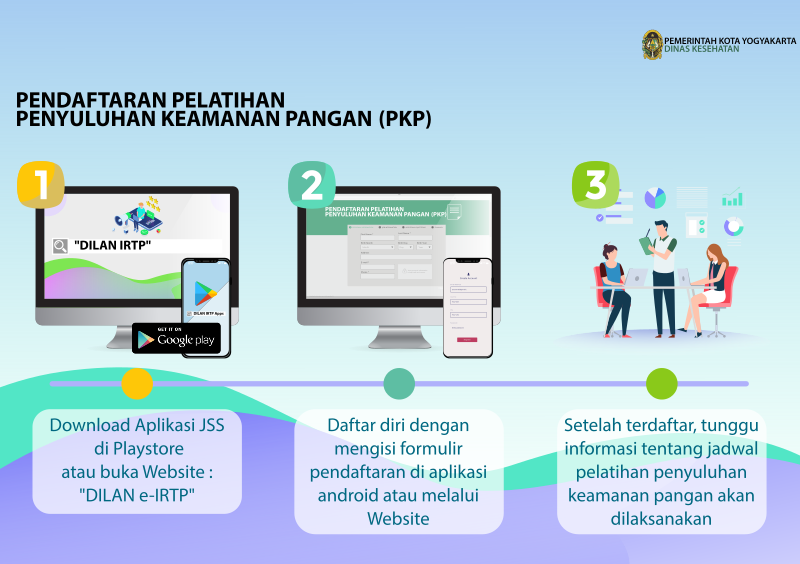 PEMERINTAH KOTA YOGYAKARTA
DINAS KESEHATAN
PENDAFTARAN PELATIHAN
PENYULUHAN KEAMANAN PANGAN (PKP)
1
"DILAN IRTP"
DILAN IRTP Apps
GET IT ON
Google play
2
PENDAFTARAN PELATIHAN
PENYULUHAN KEAMANAN PANGAN (PKP)
3
Download Aplikasi JSS
di Playstore
atau buka Website :
"DILAN e-IRTP"
Daftar diri dengan
mengisi formulir
pendaftaran di aplikasi
android atau melalui
Website
Setelah terdaftar, tunggu
informasi tentang jadwal
pelatihan penyuluhan
keamanan pangan akan
dilaksanakan